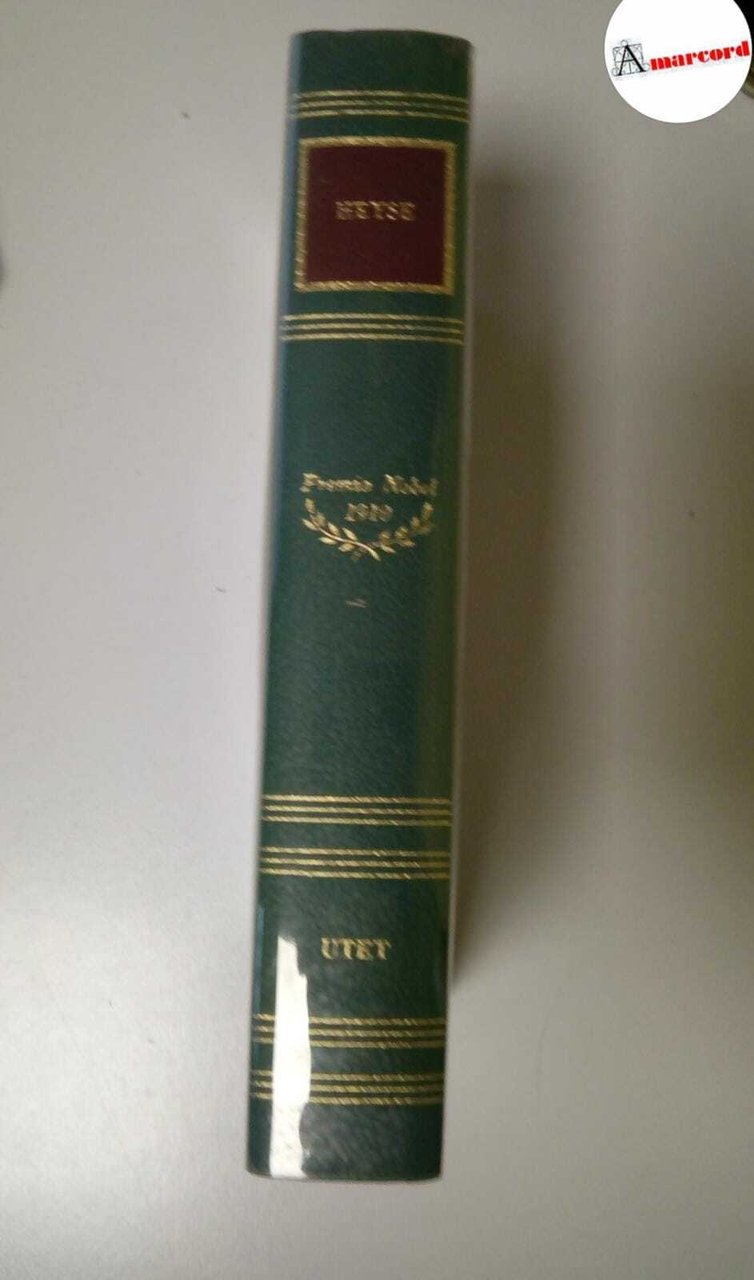 Amarcord
HEYSE
Premio Nobel
1910
UTET